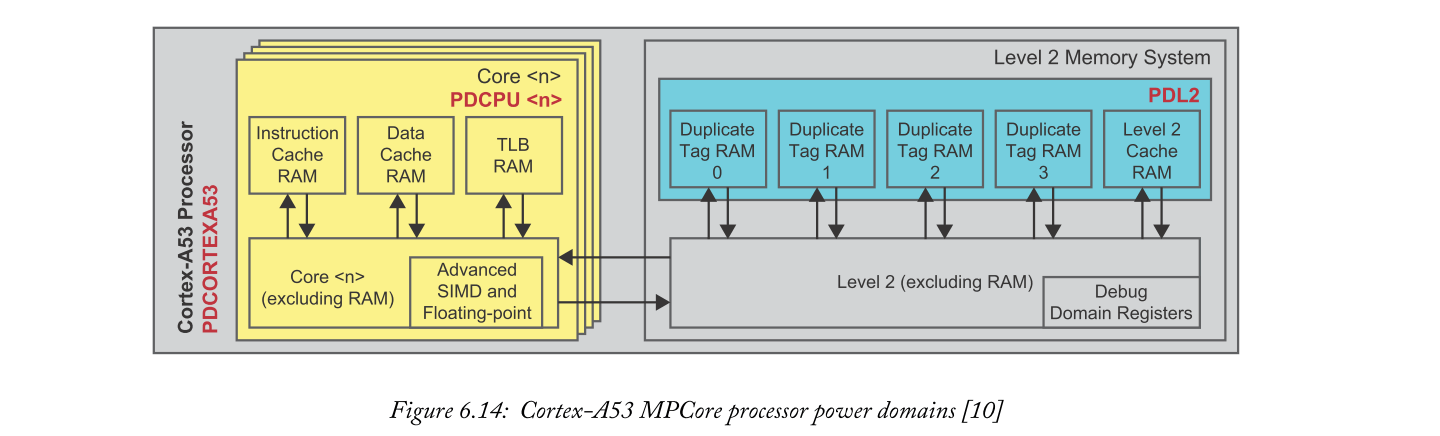 Cortex-A53 Processor
PDCORTEXA53
Core <n>
PDCPU <n>
Instruction
Cache
RAM
Data
Cache
RAM
TLB
RAM
Core <n>
(excluding RAM)
Advanced
SIMD and
Floating-point
Level 2 Memory System
PDL2
Duplicate
Tag RAM
0
Duplicate
Tag RAM
1
Duplicate
Tag RAM
2
Duplicate
Tag RAM
3
Level 2
Cache
RAM
Level 2 (excluding RAM)
Debug
Domain Registers
Figure 6.14: Cortex-A53 MPCore processor power domains [10]